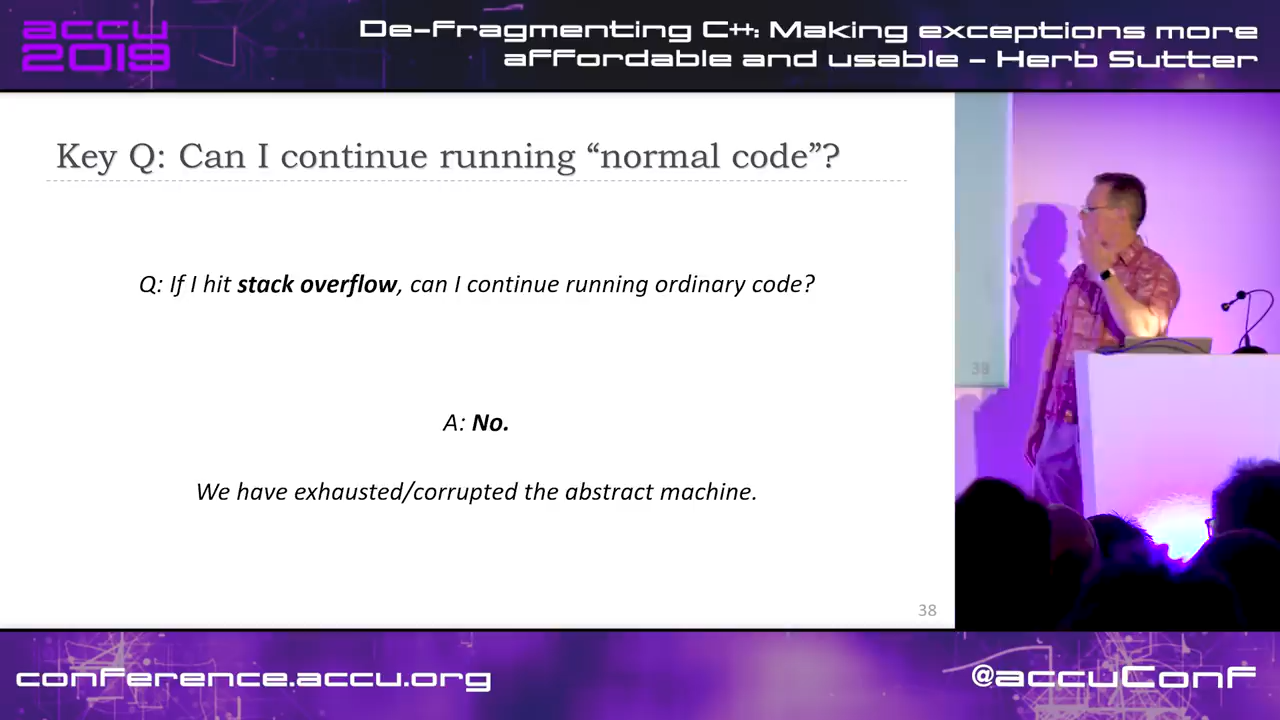 accu
2019
De-Fragmenting C++: Making exceptions more
affordable and usable - Herb Sutter
Key Q: Can I continue running “normal code”?
Q: If I hit stack overflow, can I continue running ordinary code?
A: No.
We have exhausted/corrupted the abstract machine.
38
38
conference.accu.org
@accuConf